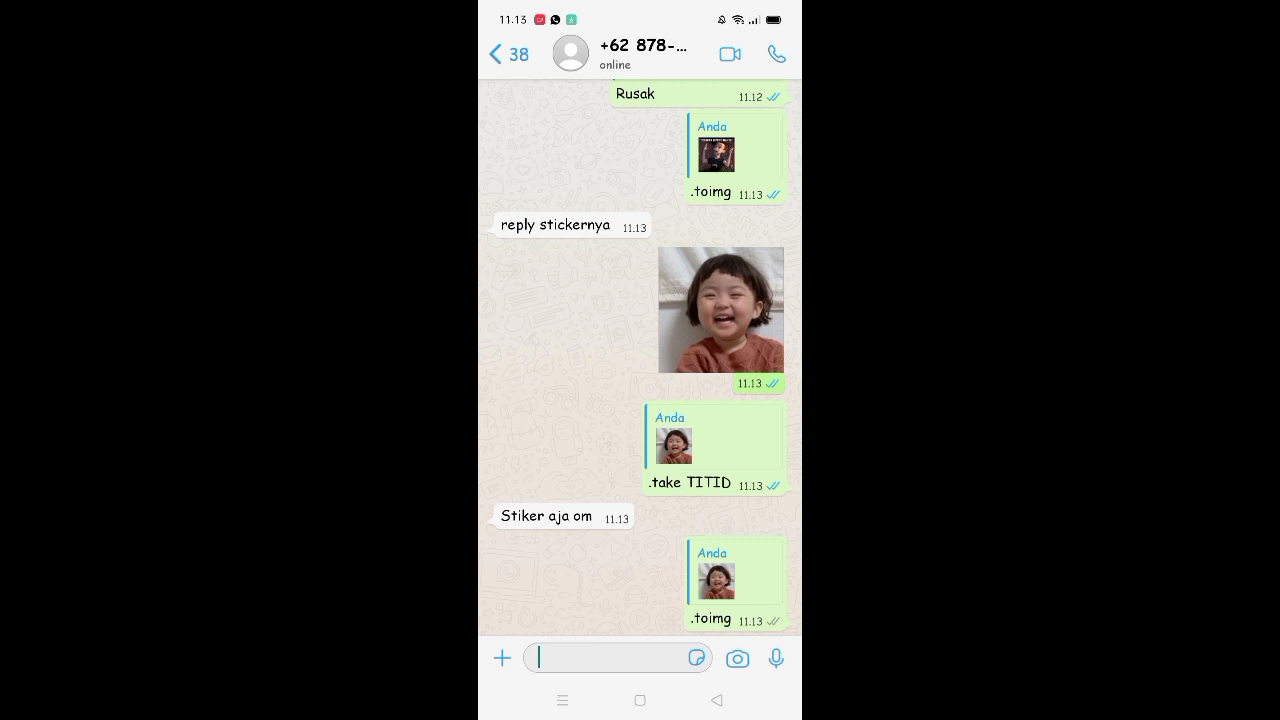 11.13
38
+62 878-...
online
Rusak 11.12
Anda
.toimg 11.13
reply stickernya 11.13
11.13
Anda
.take TITID 11.13
Stiker aja om 11.13
Anda
.toimg 11.13